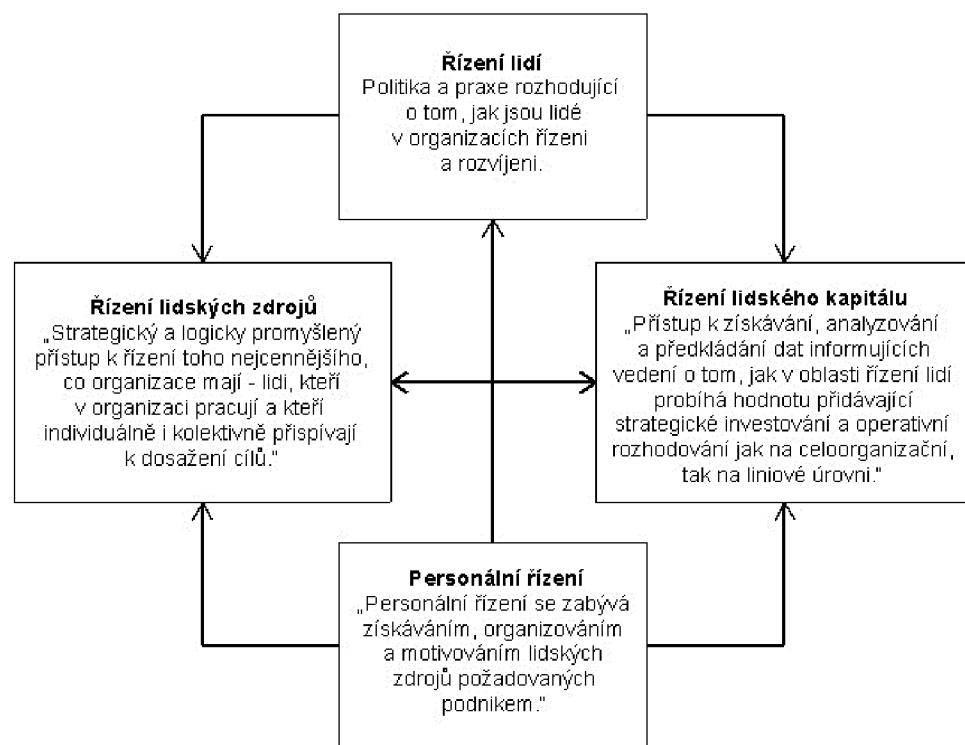 Řízení lidí
Politika a praxe rozhodující
o tom, jak jsou lidé
v organizacích řízeni
a rozvíjeni.
Řízení lidských zdrojů
„Strategický a logicky promyšlený
přístup k řízení toho nejcennějšího,
co organizace mají - lidi, kteří
v organizaci pracují a kteří
individuálně i kolektivně přispívají
k dosažení cílů.“
Řízení lidského kapitálu
„Přístup k získávání, analyzování
a předkládání dat informujících
vedení o tom, jak v oblasti řízení lidí
probíhá hodnotu přidávající
strategické investování a operativní
rozhodování jak na celoorganizační,
tak na liniové úrovni.“
Personální řízení
„Personální řízení se zabývá
získáváním, organizováním
a motivováním lidských
zdrojů požadovaných
podnikem.“